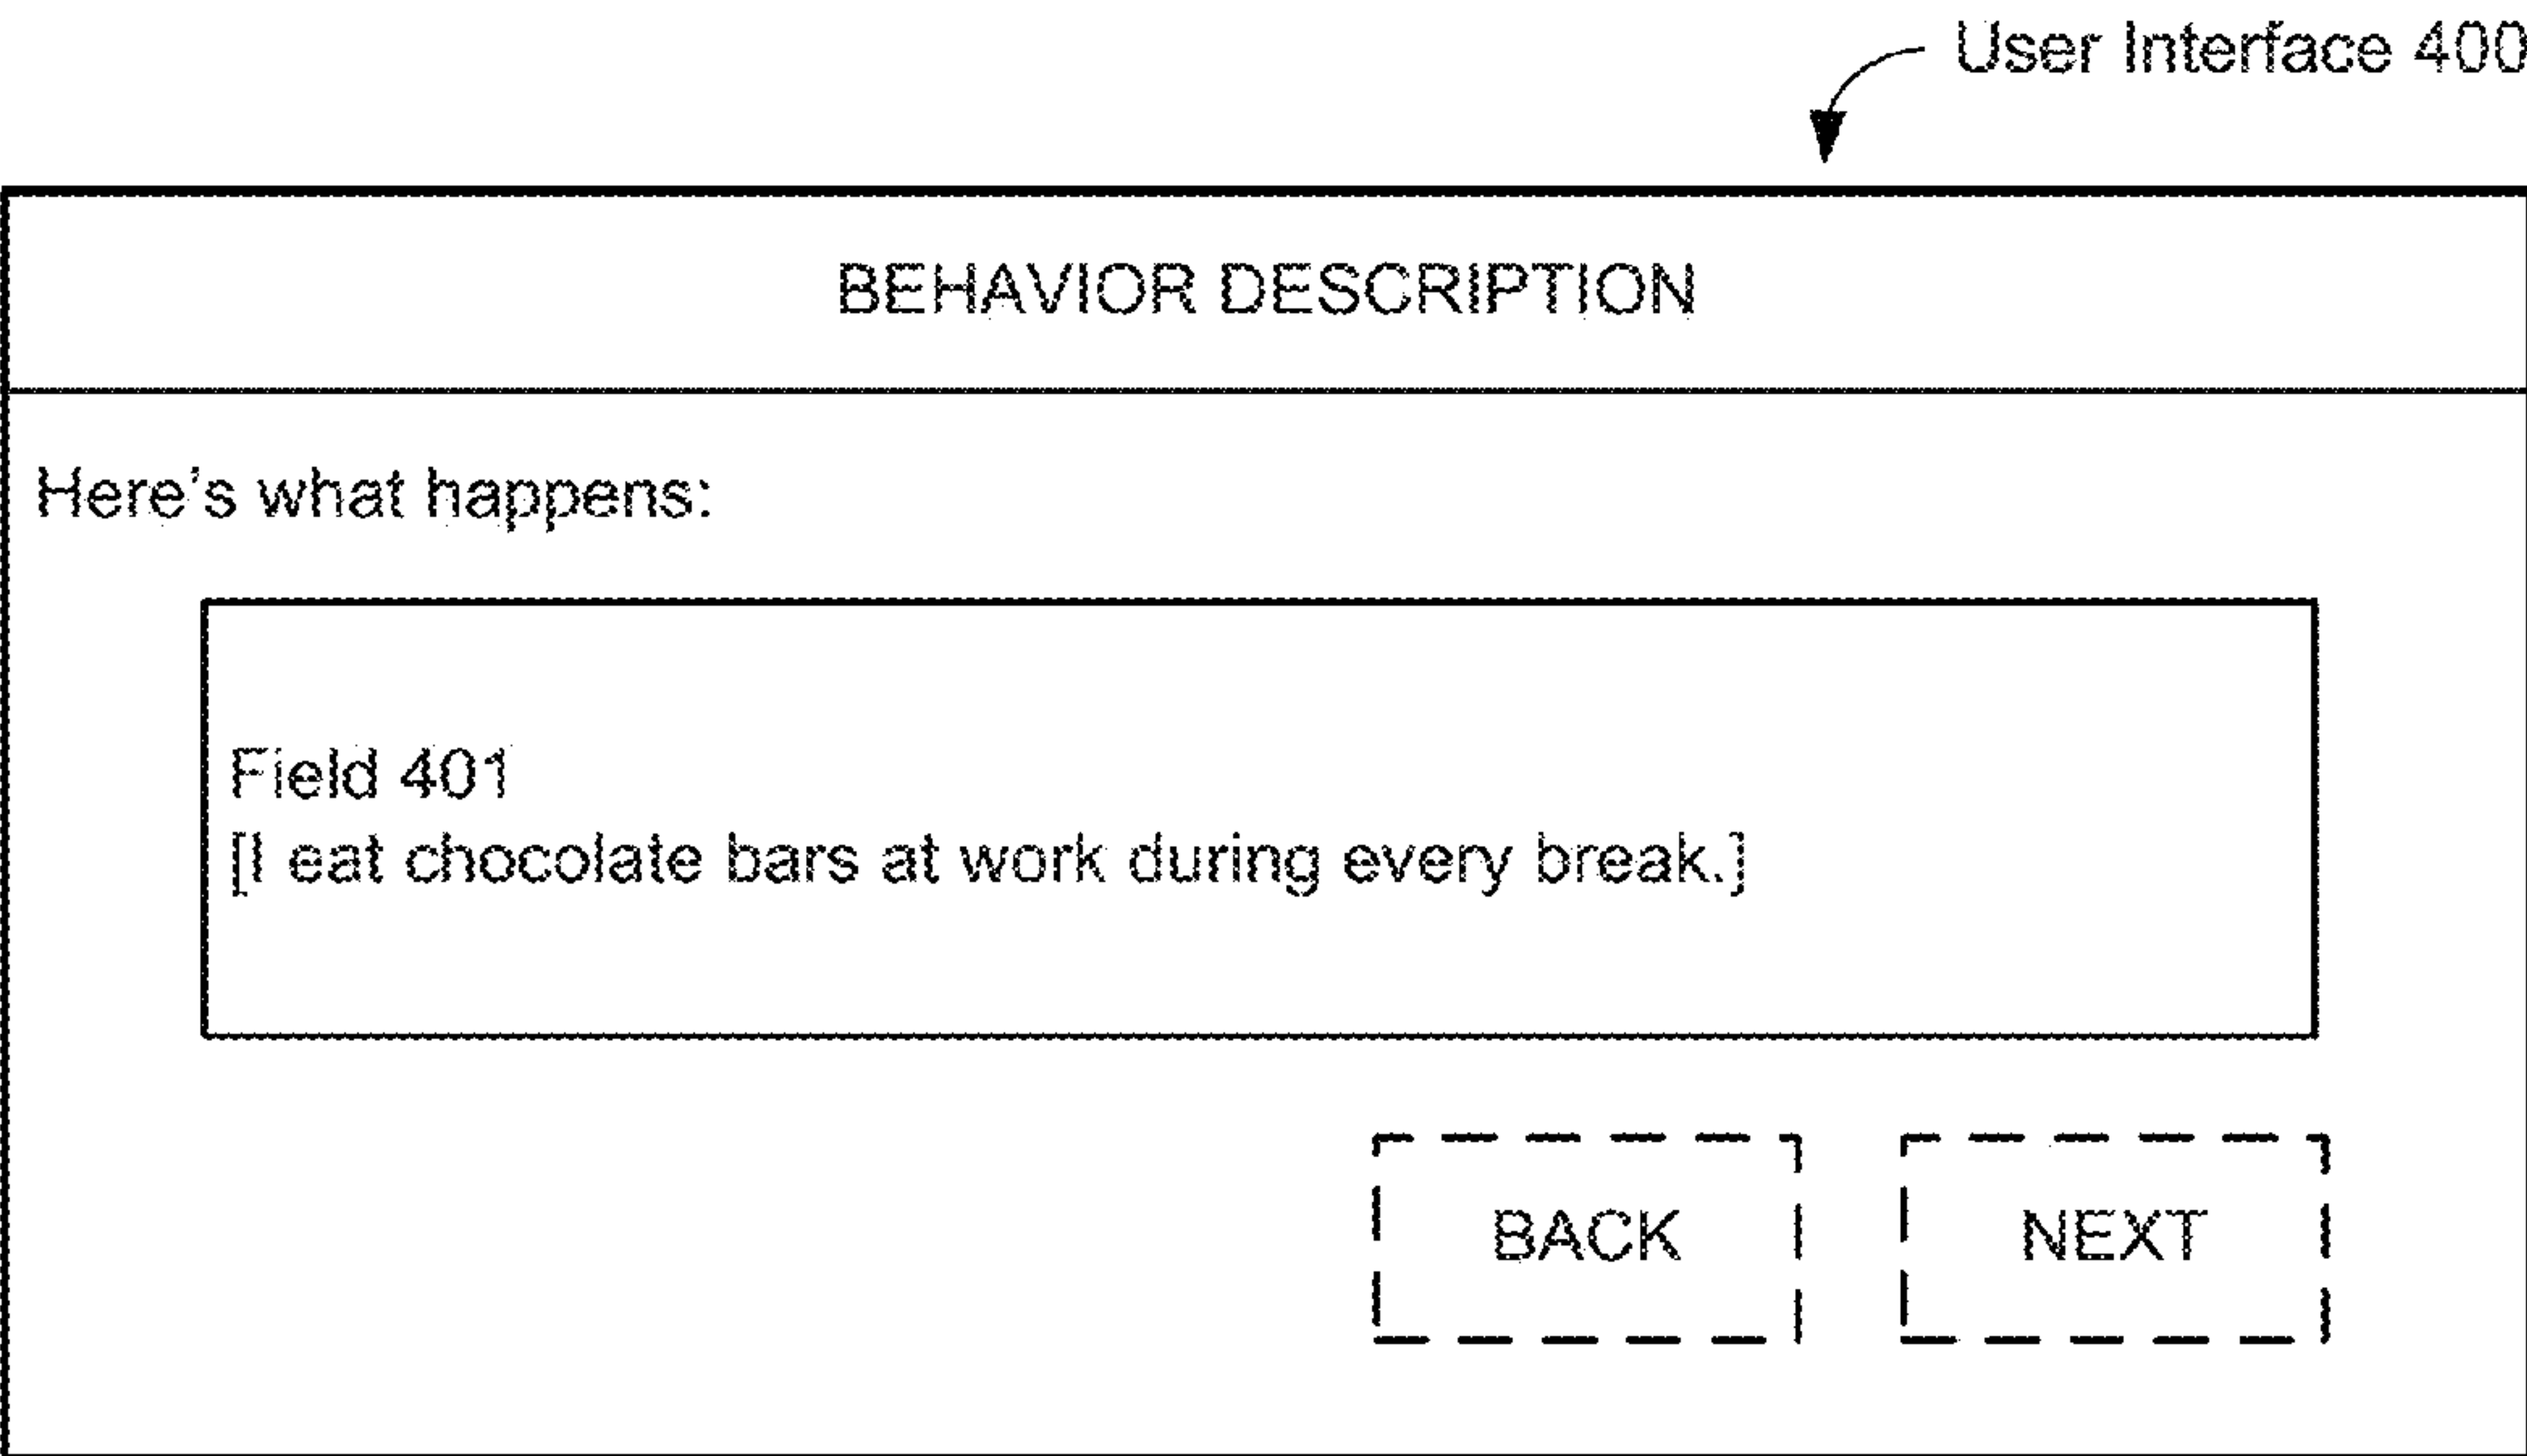 User Interface 400
BEHAVIOR DESCRIPTION
Here's what happens:
Field 401
[I eat chocolate bars at work during every break.]
BACK
NEXT